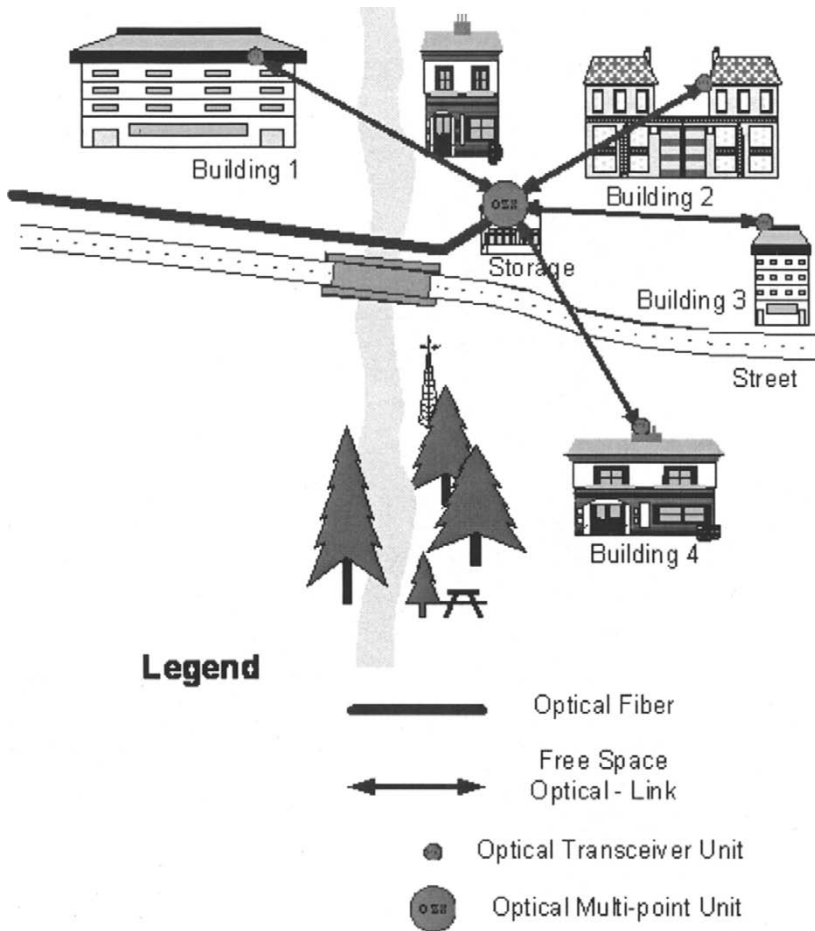 Building 1
Building 2
Storage
Building 3
Street
Building 4
Legend
Optical Fiber
Free Space
Optical - Link
Optical Transceiver Unit
Optical Multi-point Unit